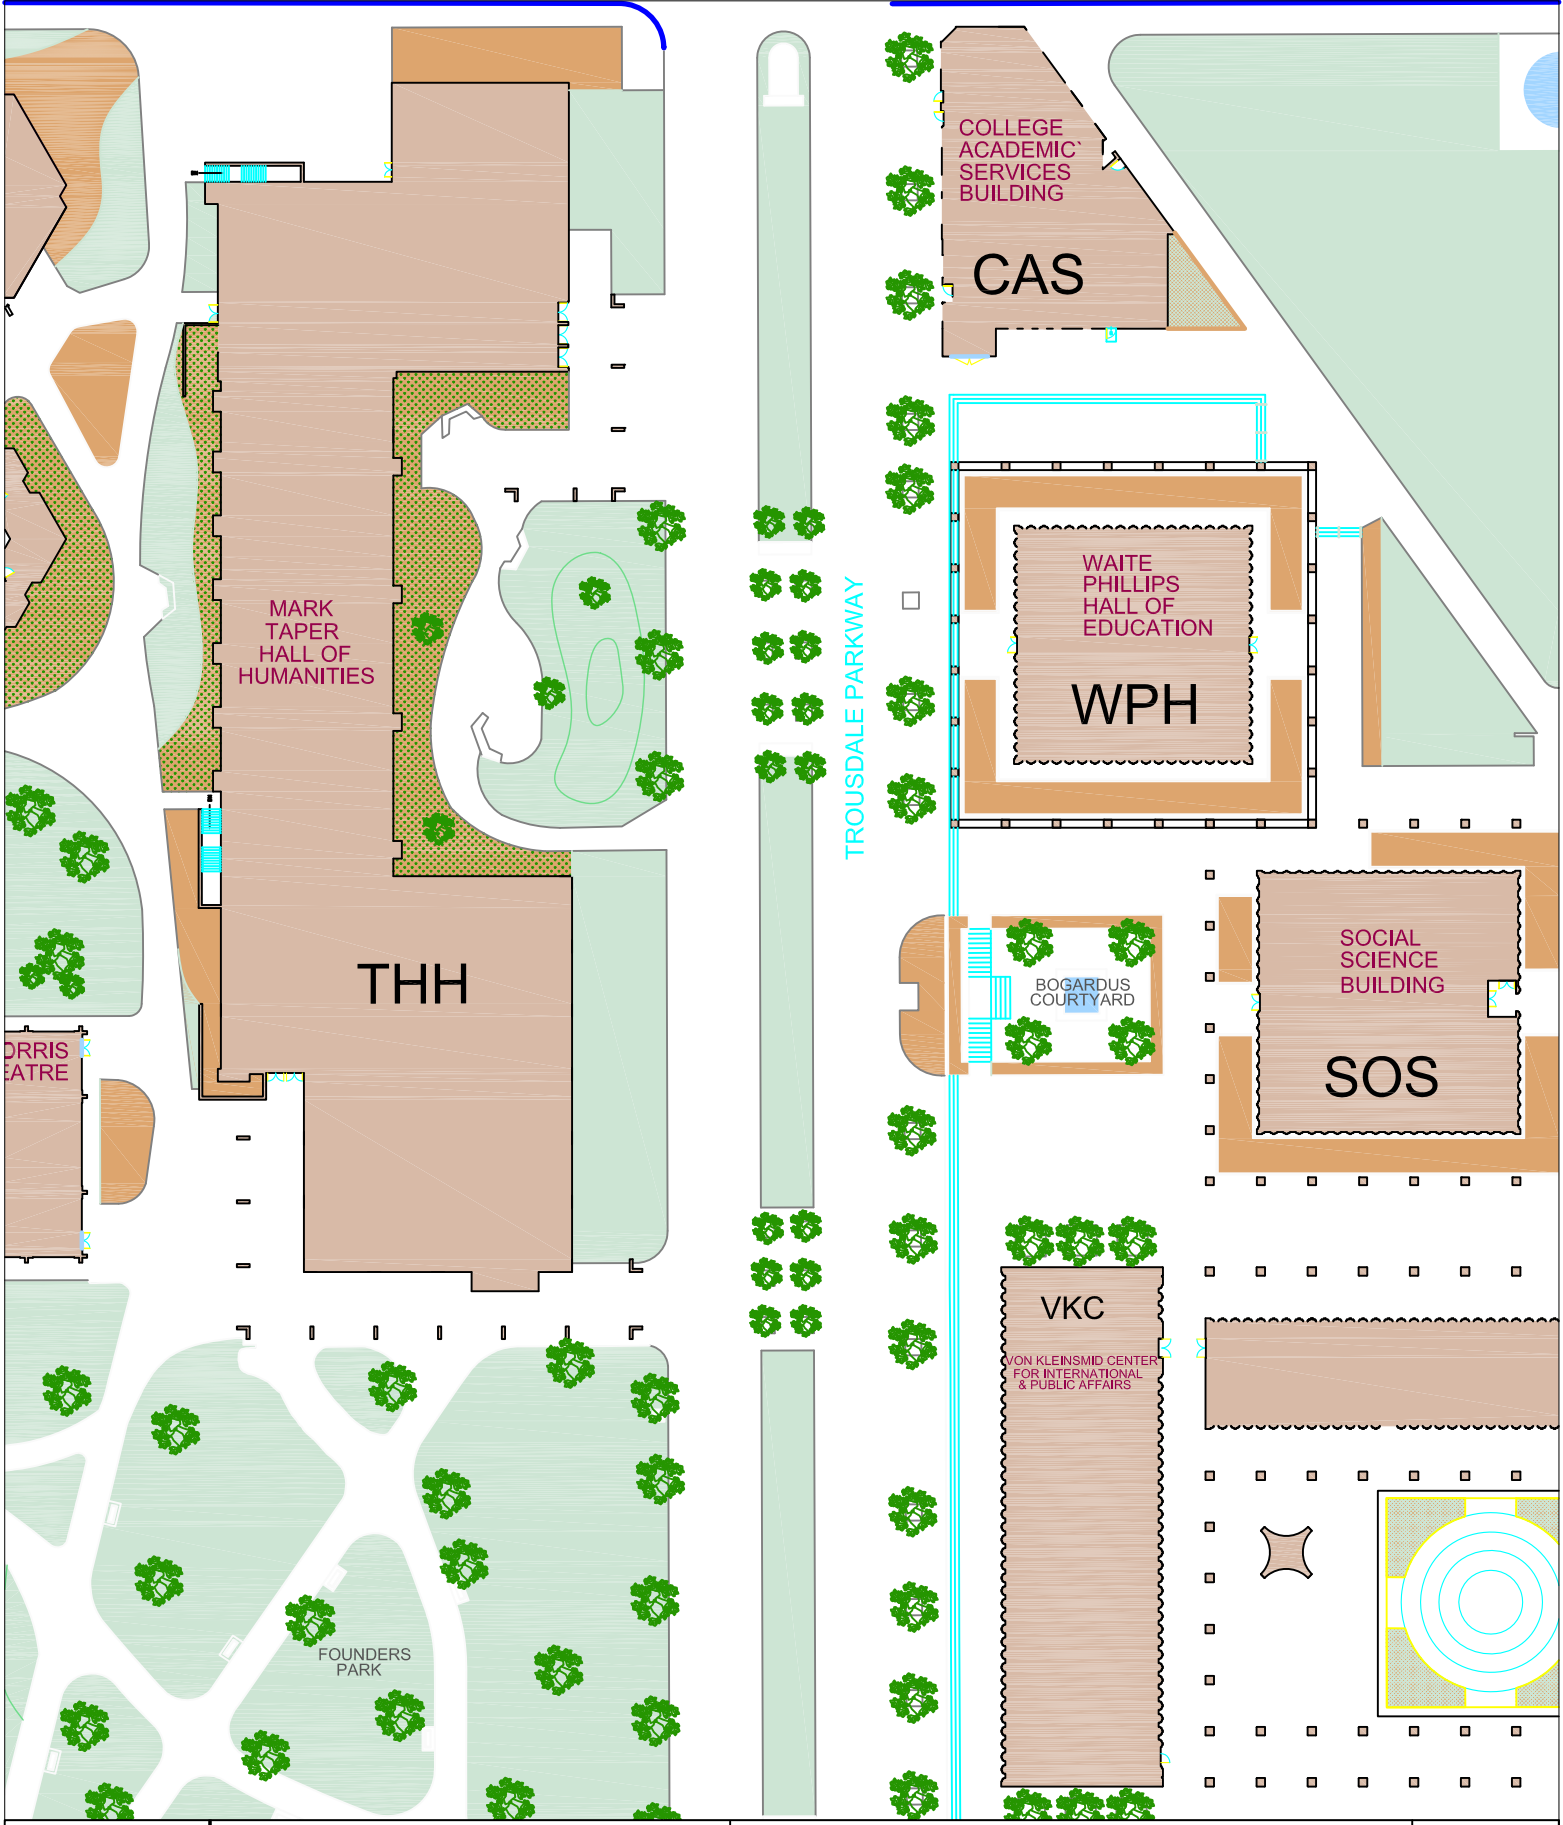 COLLEGE
ACADEMIC`
SERVICES
BUILDING
CAS
WAITE
PHILLIPS
HALL OF
EDUCATION
WPH
MARK
TAPER
HALL OF
HUMANITIES
TROUSDALE PARKWAY
THH
SOCIAL
SCIENCE
BUILDING
SOS
BOGARDUS
COURTYARD
ORRIS
EATRE
VKC
VON KLEINSMID CENTER
FOR INTERNATIONAL
& PUBLIC AFFAIRS
FOUNDERS
PARK